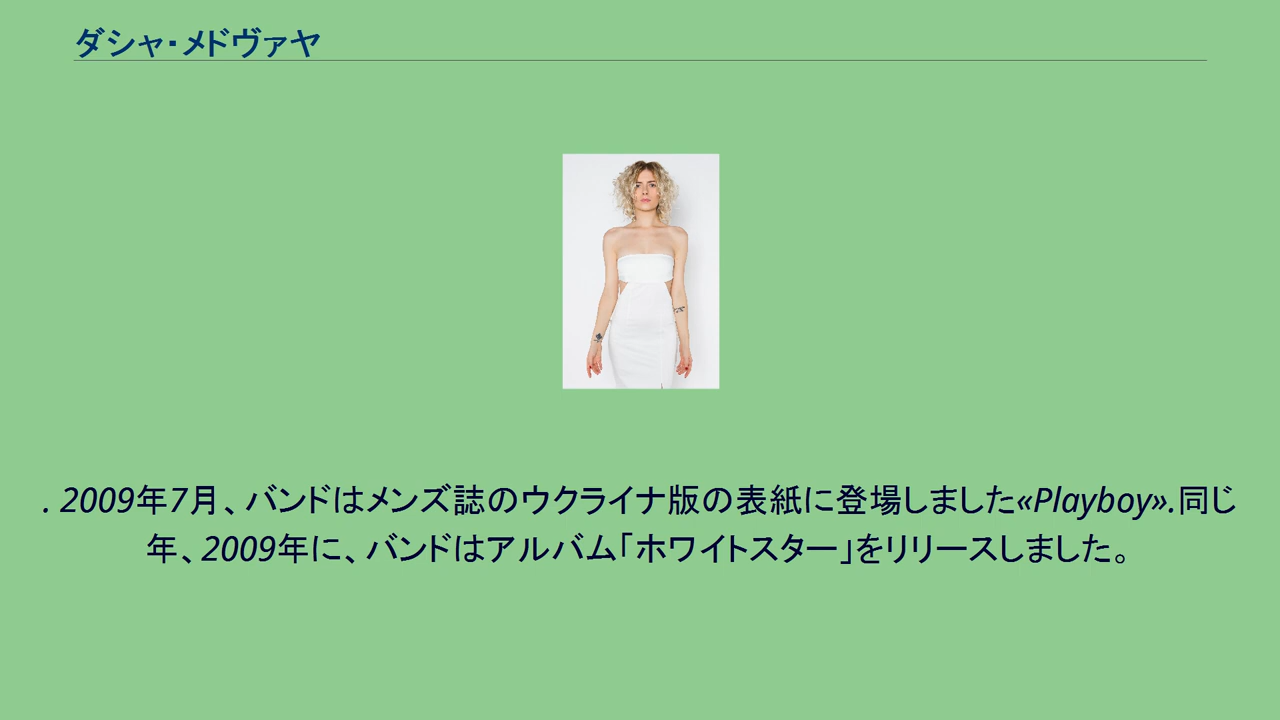 ダシャ・メドヴァヤ
. 2009年7月、バンドはメンズ誌のウクライナ版の表紙に登場しました«Playboy».同じ
年、2009年に、バンドはアルバム「ホワイトスター」をリリースしました。